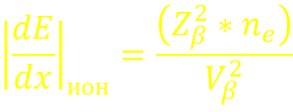 |dE/dx|ион = (Z_β^2 * n_e) / V_β^2